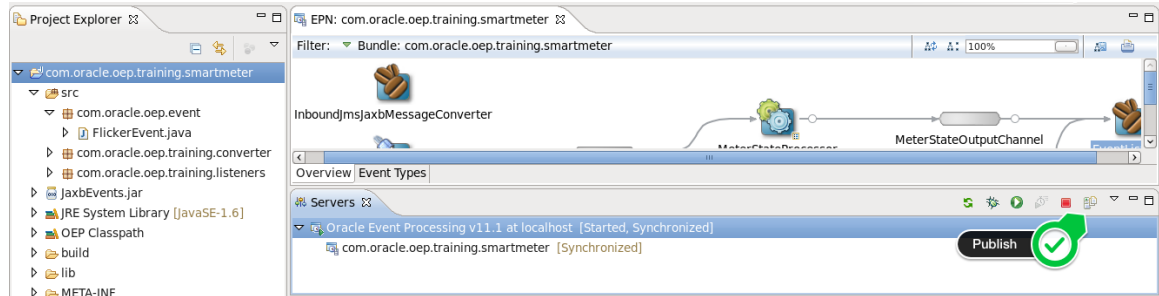 Project Explorer
com.oracle.oep.training.smartmeter
src
com.oracle.oep.event
FlickerEvent.java
com.oracle.oep.training.converter
com.oracle.oep.training.listeners
JaxbEvents.jar
JRE System Library [JavaSE-1.6]
OEP Classpath
build
lib
META-INF
EPN: com.oracle.oep.training.smartmeter
Filter: Bundle: com.oracle.oep.training.smartmeter
100%
InboundJmsJaxbMessageConverter
MeterStateProcessor
MeterStateOutputChannel
Overview Event Types
Servers
Oracle Event Processing v11.1 at localhost [Started, Synchronized]
com.oracle.oep.training.smartmeter [Synchronized]
Publish